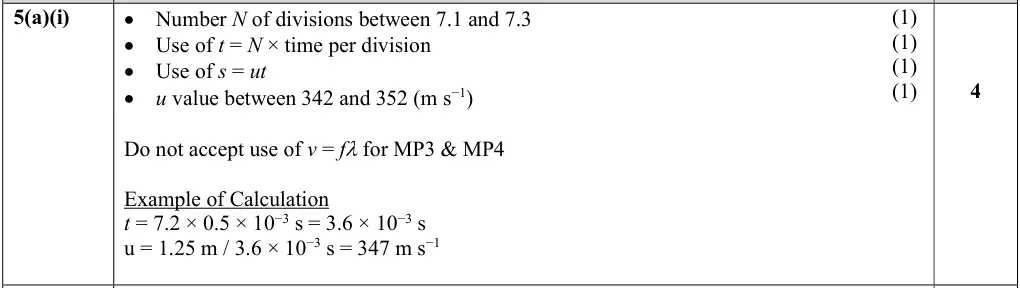 5(a)(i)
• Number N of divisions between 7.1 and 7.3 (1)
• Use of t = N × time per division (1)
• Use of s = ut (1)
• u value between 342 and 352 (m s⁻¹) (1) 4
Do not accept use of v = fλ for MP3 & MP4
Example of Calculation
t = 7.2 × 0.5 × 10⁻³ s = 3.6 × 10⁻³ s
u = 1.25 m / 3.6 × 10⁻³ s = 347 m s⁻¹